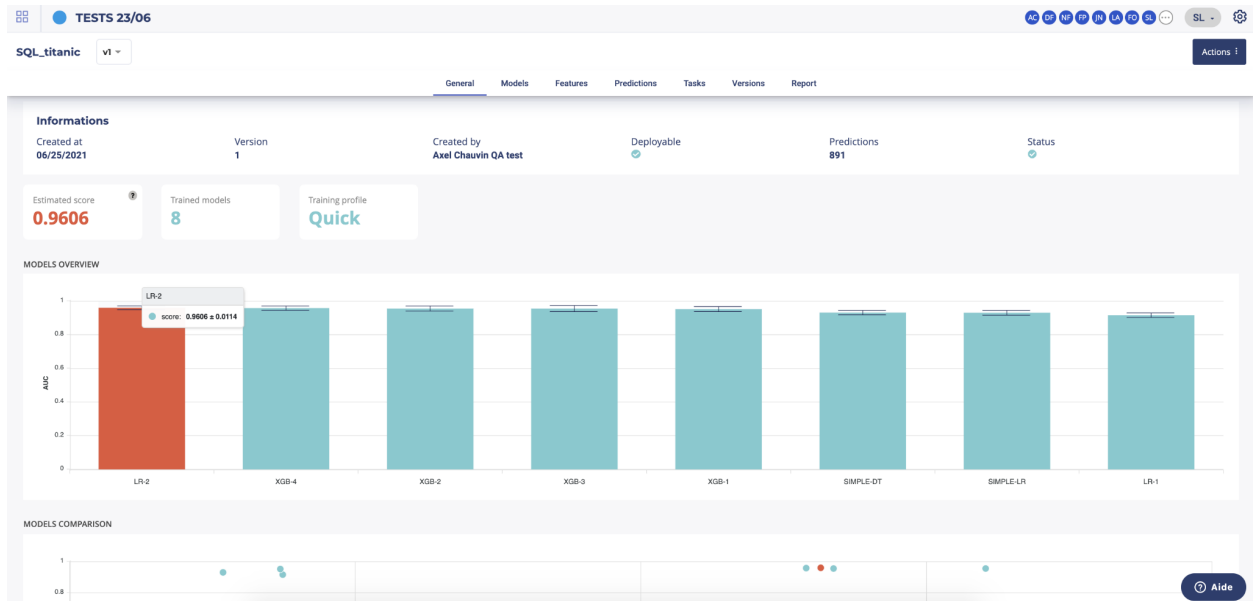 TESTS 23/06
AC DF NF FP JN LA FO SL SL
SQL_titanic v1
Actions
General Models Features Predictions Tasks Versions Report
Informations
Created at Version Created by Deployable Predictions Status
06/25/2021 1 Axel Chauvin QA test 891
Estimated score ? Trained models Training profile
0.9606 8 Quick
MODELS OVERVIEW
LR-2
score: 0.9606 ± 0.0114
1
0.8
0.6
0.4
0.2
0
AUC
LR-2 XGB-4 XGB-2 XGB-3 XGB-1 SIMPLE-DT SIMPLE-LR LR-1
MODELS COMPARISON
1
0.8
? Aide